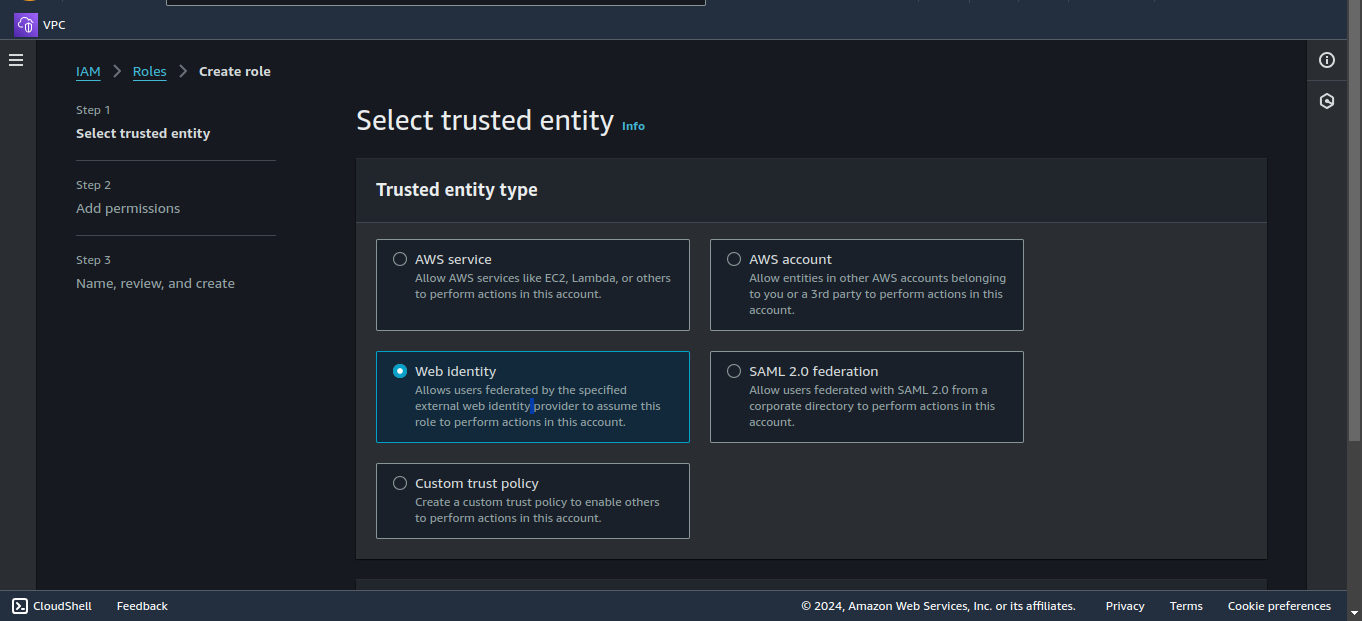 VPC
IAM > Roles > Create role
Step 1
Select trusted entity
Step 2
Add permissions
Step 3
Name, review, and create
Select trusted entity Info
Trusted entity type
AWS service
Allow AWS services like EC2, Lambda, or others
to perform actions in this account.
AWS account
Allow entities in other AWS accounts belonging
to you or a 3rd party to perform actions in this
account.
Web identity
Allows users federated by the specified
external web identity provider to assume this
role to perform actions in this account.
SAML 2.0 federation
Allow users federated with SAML 2.0 from a
corporate directory to perform actions in this
account.
Custom trust policy
Create a custom trust policy to enable others
to perform actions in this account.
CloudShell Feedback © 2024, Amazon Web Services, Inc. or its affiliates. Privacy Terms Cookie preferences